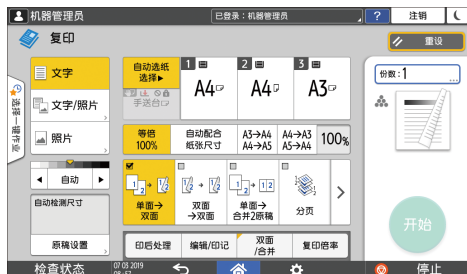 机器管理员
已登录：机器管理员
?
注销
复印
重设
文字
文字/照片
照片
选择一键作业
自动
自动检测尺寸
原稿设置
自动选纸
选择▶
手送台
1
A4
2
A4
3
A3
等倍
100%
自动配合
纸张尺寸
A3→A4
A4→A5
A4→A3
A5→A4
100%
单面→
双面
双面
→双面
单面→
合并2原稿
分页
印后处理
编辑/印记
双面
/合并
复印倍率
份数:1
开始
检查状态
07 03 2019
停止